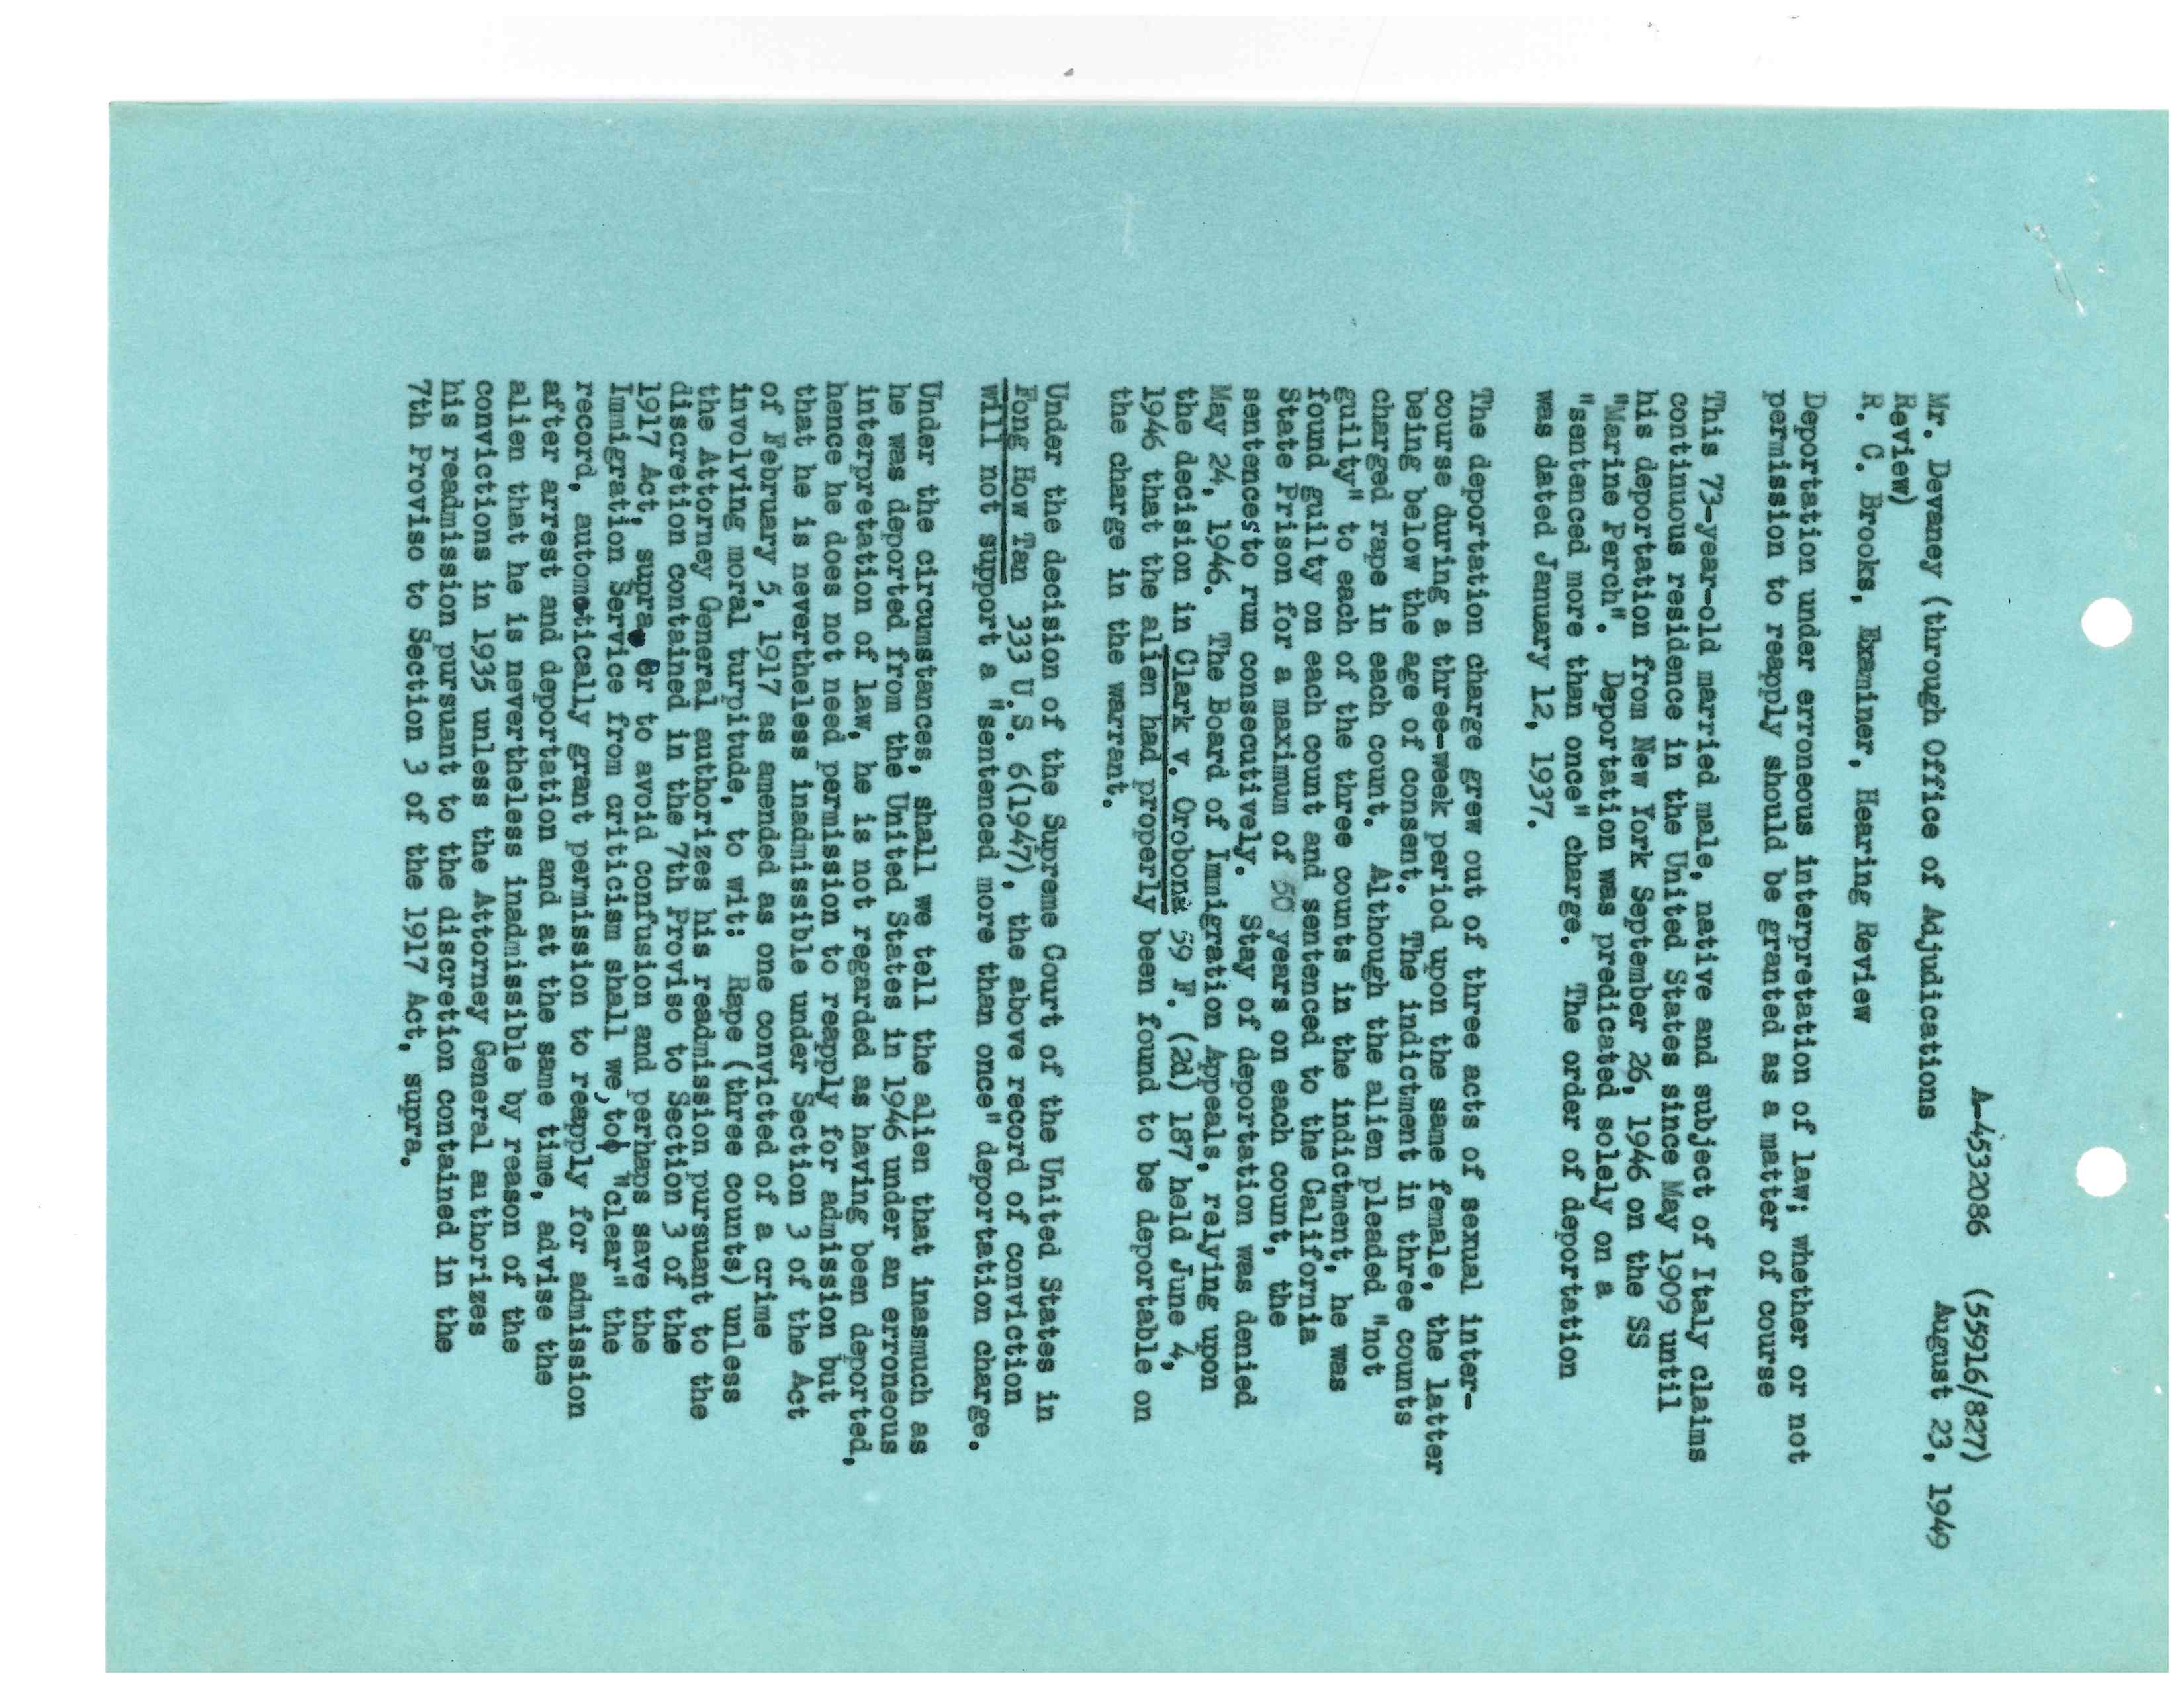 A-4532086 (55916/827)
August 23, 1949
Mr. Devaney (through Office of Adjudications
Review)
R. C. Brooks, Examiner, Hearing Review
Deportation under erroneous interpretation of law; whether or not
permission to reapply should be granted as a matter of course
This 73-year-old married male, native and subject of Italy claims
continuous residence in the United States since May 1909 until
his deportation from New York September 26, 1946 on the SS
"Marine Perch". Deportation was predicated solely on a
"sentenced more than once" charge. The order of deportation
was dated January 12, 1937.
The deportation charge grew out of three acts of sexual inter-
course during a three-week period upon the same female, the latter
being below the age of consent. The indictment in three counts
charged rape in each count. Although the alien pleaded "not
guilty" to each of the three counts in the indictment, he was
found guilty on each count and sentenced to the California
State Prison for a maximum of 50 years on each count, the
sentences to run consecutively. Stay of deportation was denied
May 24, 1946. The Board of Immigration Appeals, relying upon
the decision in Clark v. Orobona 59 F. (2d) 187 held June 4,
1946 that the alien had properly been found to be deportable on
the charge in the warrant.
Under the decision of the Supreme Court of the United States in
Fong How Tan 333 U.S. 6(1947), the above record of conviction
will not support a "sentenced more than once" deportation charge.
Under the circumstances, shall we tell the alien that inasmuch as
he was deported from the United States in 1946 under an erroneous
interpretation of law, he is not regarded as having been deported,
hence he does not need permission to reapply for admission but
that he is nevertheless inadmissible under Section 3 of the Act
of February 5, 1917 as amended as one convicted of a crime
involving moral turpitude, to wit: Rape (three counts) unless
the Attorney General authorizes his readmission pursuant to the
discretion contained in the 7th Proviso to Section 3 of the
1917 Act, supra. Or to avoid confusion and perhaps save the
Immigration Service from criticism shall we, to "clear" the
record, automatically grant permission to reapply for admission
after arrest and deportation and at the same time, advise the
alien that he is nevertheless inadmissible by reason of the
convictions in 1935 unless the Attorney General authorizes
his readmission pursuant to the discretion contained in the
7th Proviso to Section 3 of the 1917 Act, supra.